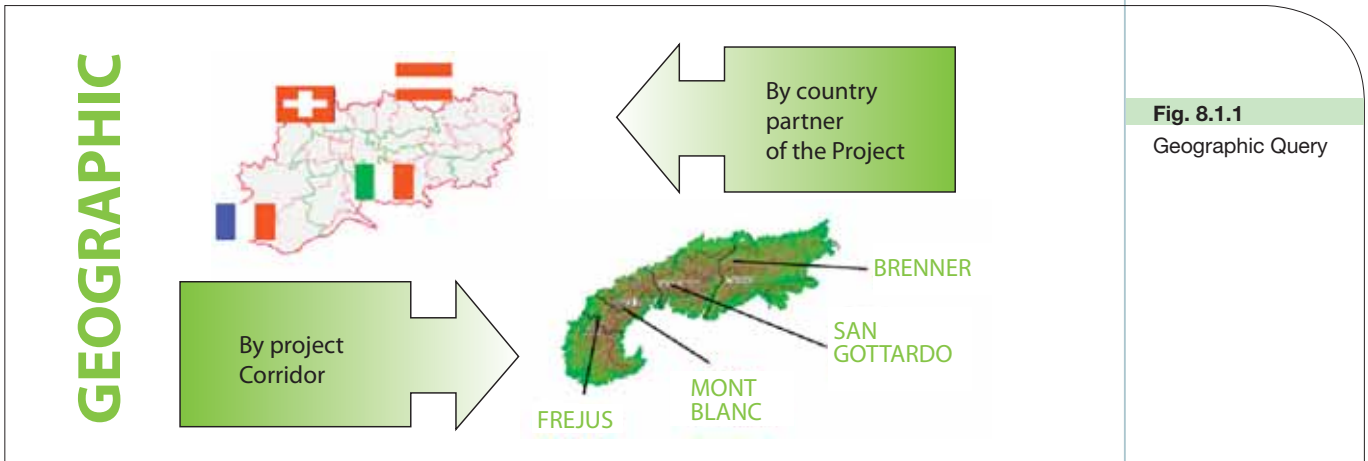 GEOGRAPHIC
By country
partner
of the Project
Fig. 8.1.1
Geographic Query
By project
Corridor
BRENNER
SAN
GOTTARDO
MONT
BLANC
FREJUS